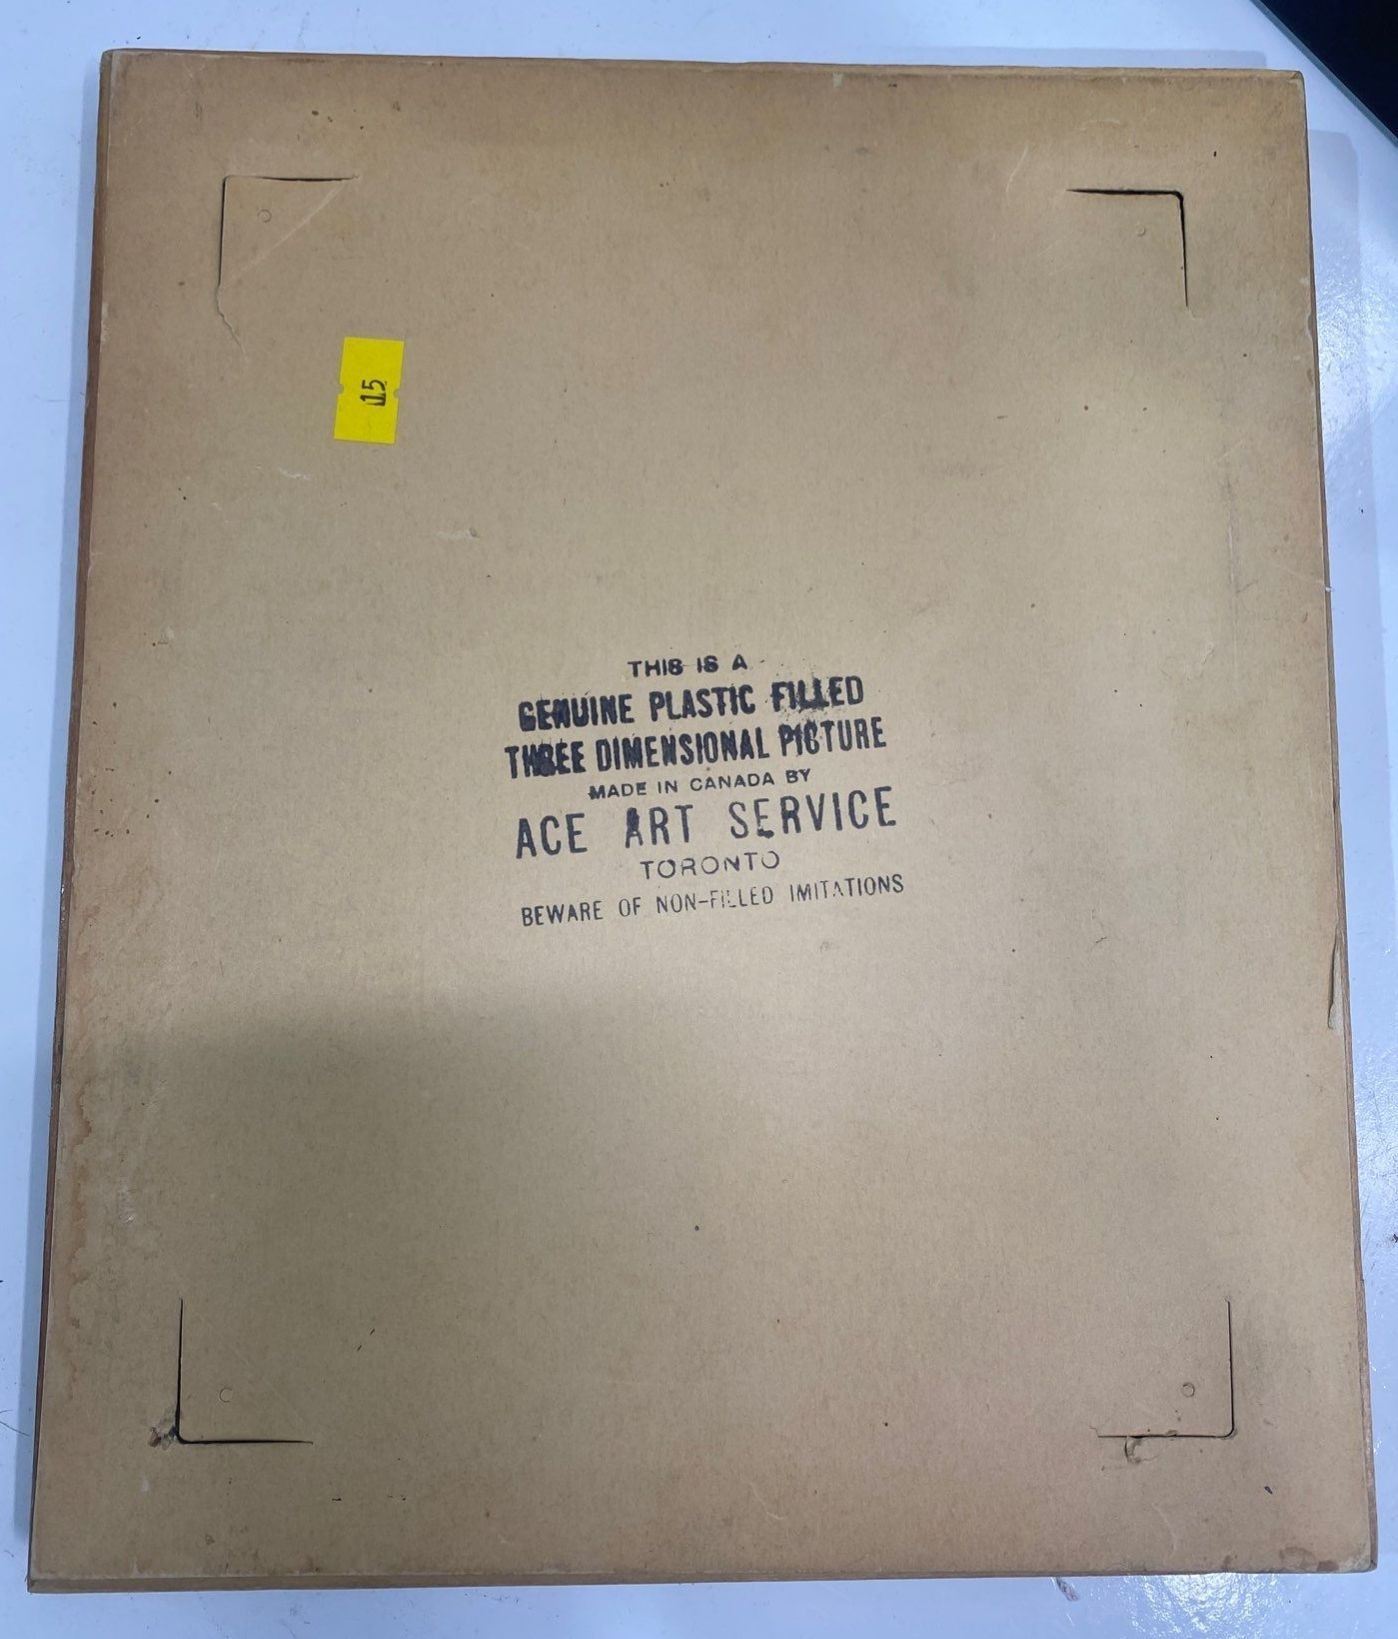 15
THIS IS A
GENUINE PLASTIC FILLED
THREE DIMENSIONAL PICTURE
MADE IN CANADA BY
ACE ART SERVICE
TORONTO
BEWARE OF NON-FILLED IMITATIONS